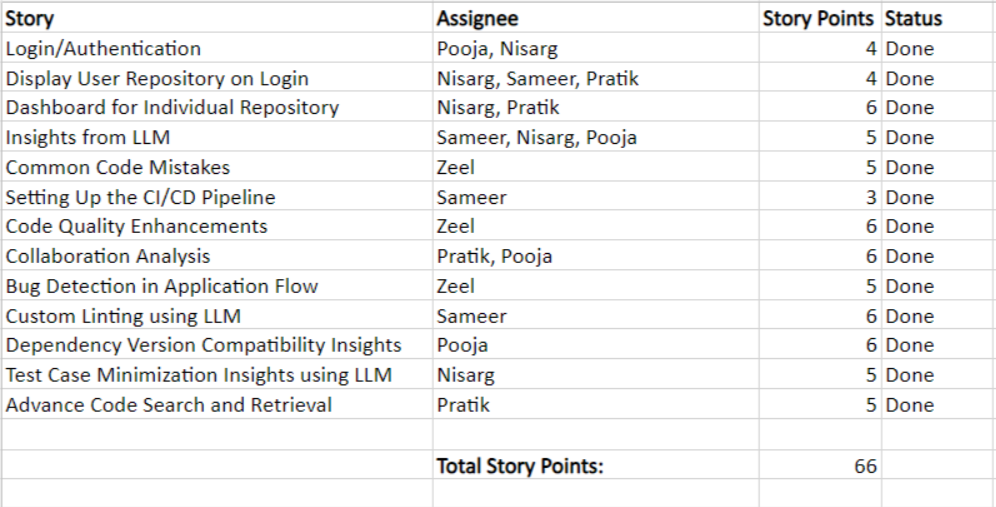 Story Assignee Story Points Status
Login/Authentication Pooja, Nisarg 4 Done
Display User Repository on Login Nisarg, Sameer, Pratik 4 Done
Dashboard for Individual Repository Nisarg, Pratik 6 Done
Insights from LLM Sameer, Nisarg, Pooja 5 Done
Common Code Mistakes Zeel 5 Done
Setting Up the CI/CD Pipeline Sameer 3 Done
Code Quality Enhancements Zeel 6 Done
Collaboration Analysis Pratik, Pooja 6 Done
Bug Detection in Application Flow Zeel 5 Done
Custom Linting using LLM Sameer 6 Done
Dependency Version Compatibility Insights Pooja 6 Done
Test Case Minimization Insights using LLM Nisarg 5 Done
Advance Code Search and Retrieval Pratik 5 Done
Total Story Points: 66